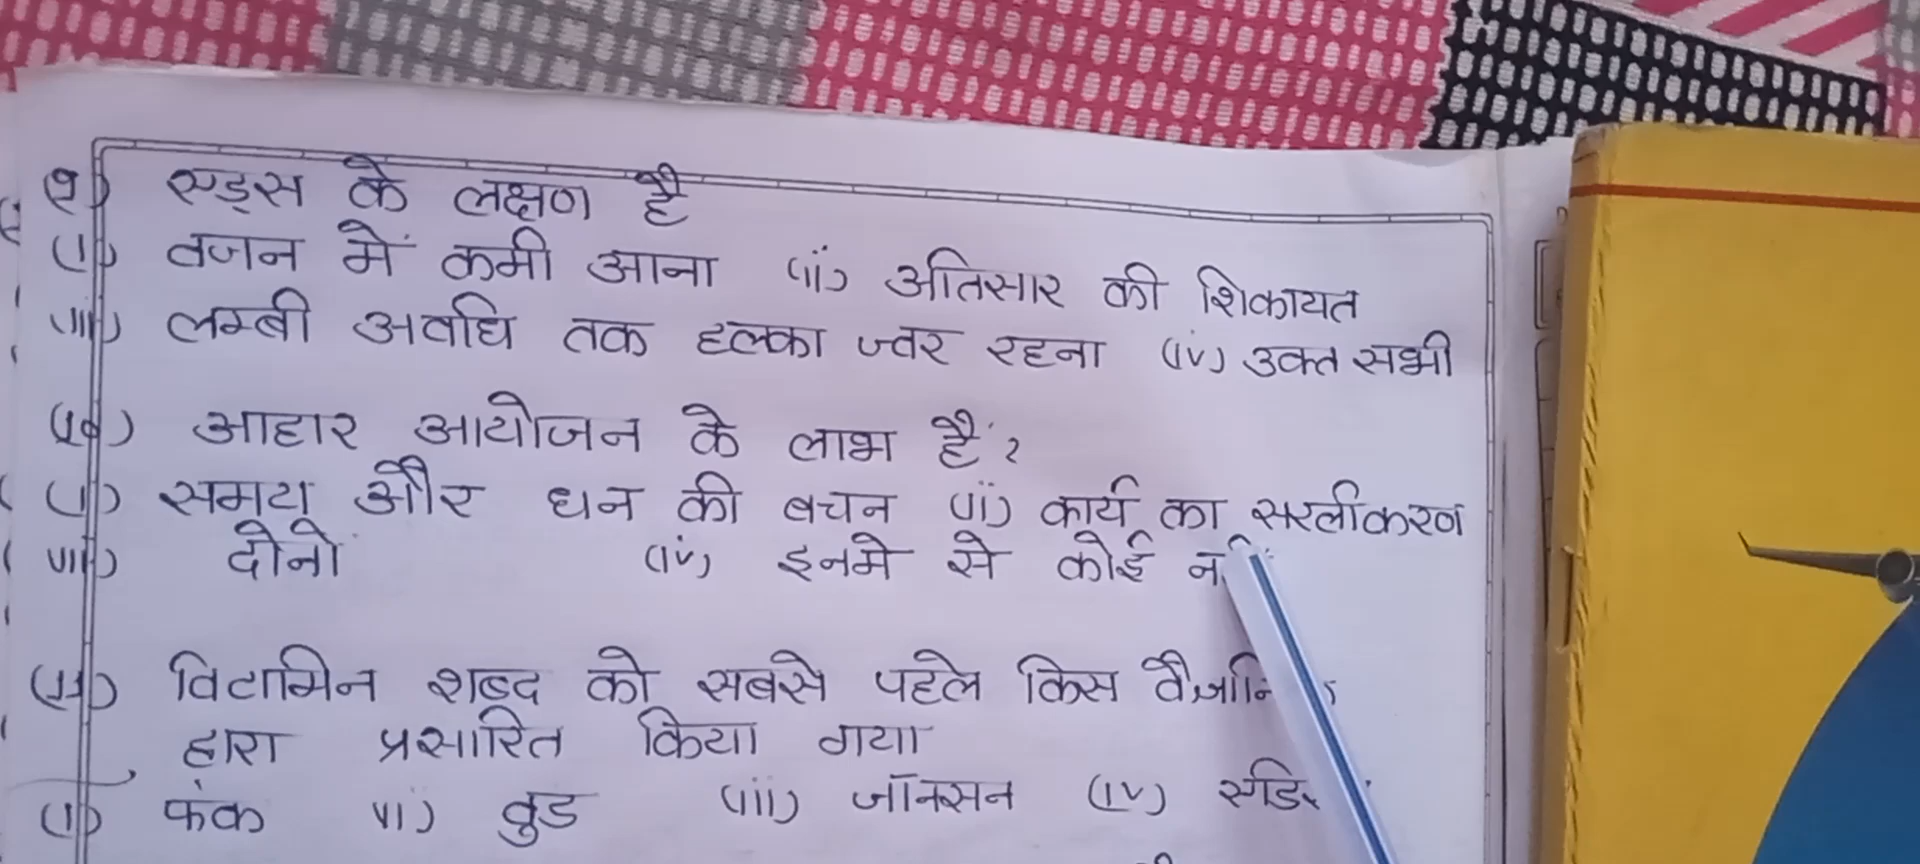 (9) एड्स के लक्षण है
(i) वजन में कमी आना (ii) अतिसार की शिकायत
(iii) लम्बी अवधि तक हल्का ज्वर रहना (iv) उक्त सभी
(10) आहार आयोजन के लाभ हैं?
(i) समय और धन की बचन (ii) कार्य का सरलीकरण
(iii) दोनो (iv) इनमे से कोई
(11) विटामिन शब्द को सबसे पहले किस
द्वारा प्रसारित किया गया
(i) फंक (ii) वुड (iii) जॉनसन (iv)